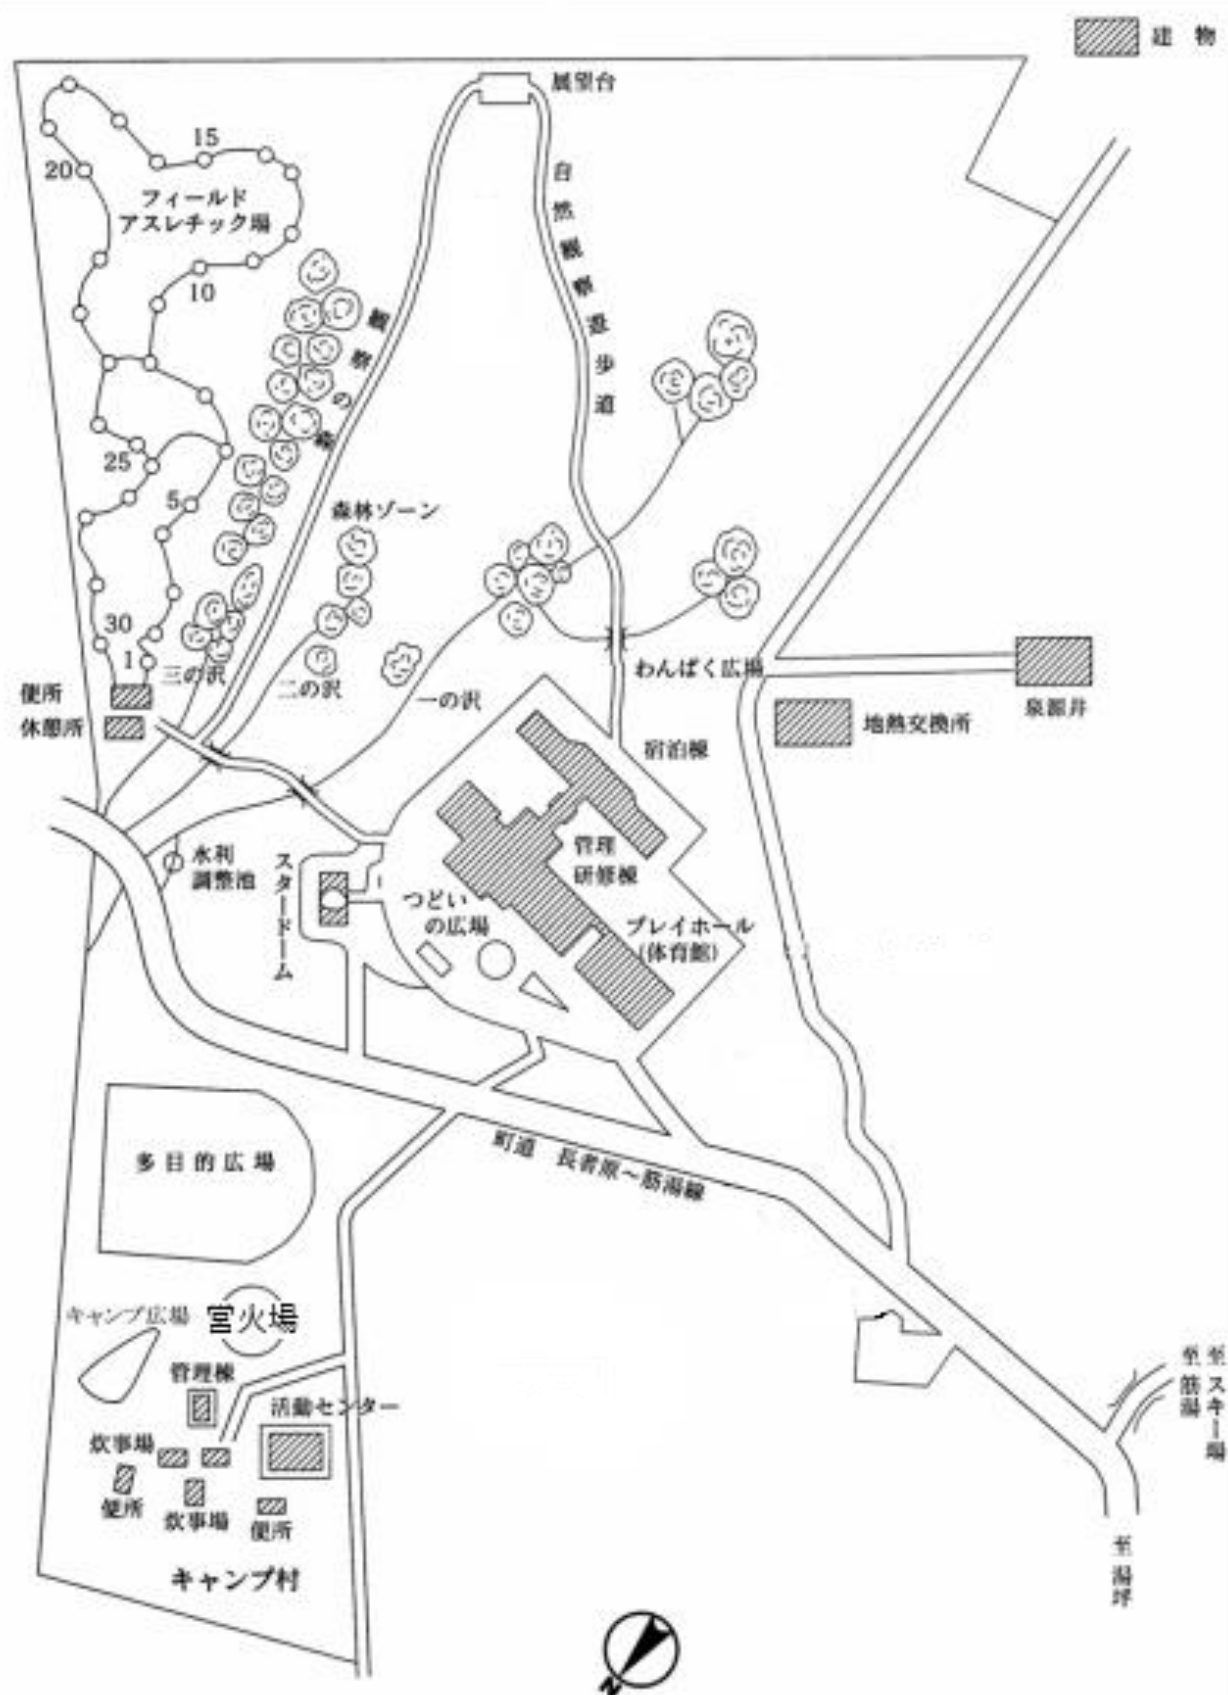 建物
展望台
15
20
フィールド
アスレチック場
自然観察遊歩道
10
観察の森
25
5
森林ゾーン
30
1
三の沢
二の沢
一の沢
わんぱく広場
便所
休憩所
泉源井
地熱交換所
宿泊棟
水利
調整池
スタードーム
管理
研修棟
つどい
の広場
プレイホール
(体育館)
町道 長者原～筋湯線
多目的広場
キャンプ広場
営火場
管理棟
活動センター
炊事場
便所
炊事場
便所
キャンプ村
至筋湯
至スキー場
至湯坪
N